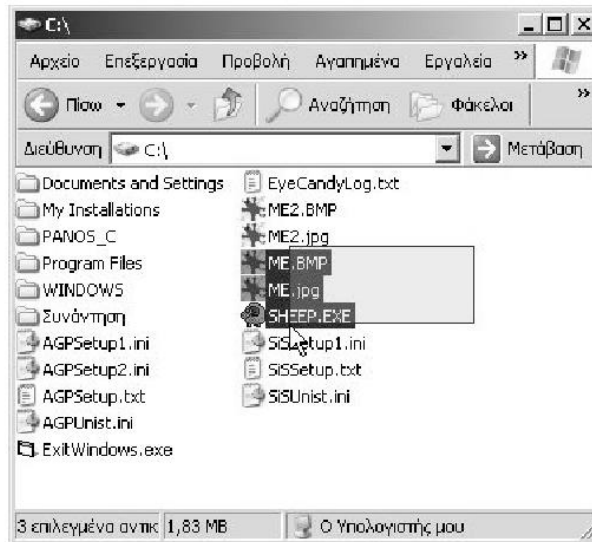 C:\
Αρχείο Επεξεργασία Προβολή Αγαπημένα Εργαλεία »
Πίσω Αναζήτηση Φάκελοι »
Διεύθυνση C:\ Μετάβαση
Documents and Settings
My Installations
PANOS_C
Program Files
WINDOWS
Συνάντηση
AGPSetup1.ini
AGPSetup2.ini
AGPSetup.txt
AGPUnist.ini
ExitWindows.exe
EyeCandyLog.txt
ME2.BMP
ME2.jpg
ME.BMP
ME.jpg
SHEEP.EXE
SiSSetup1.ini
SiSSetup.txt
SiSUnist.ini
3 επιλεγμένα αντικ 1,83 MB Ο Υπολογιστής μου